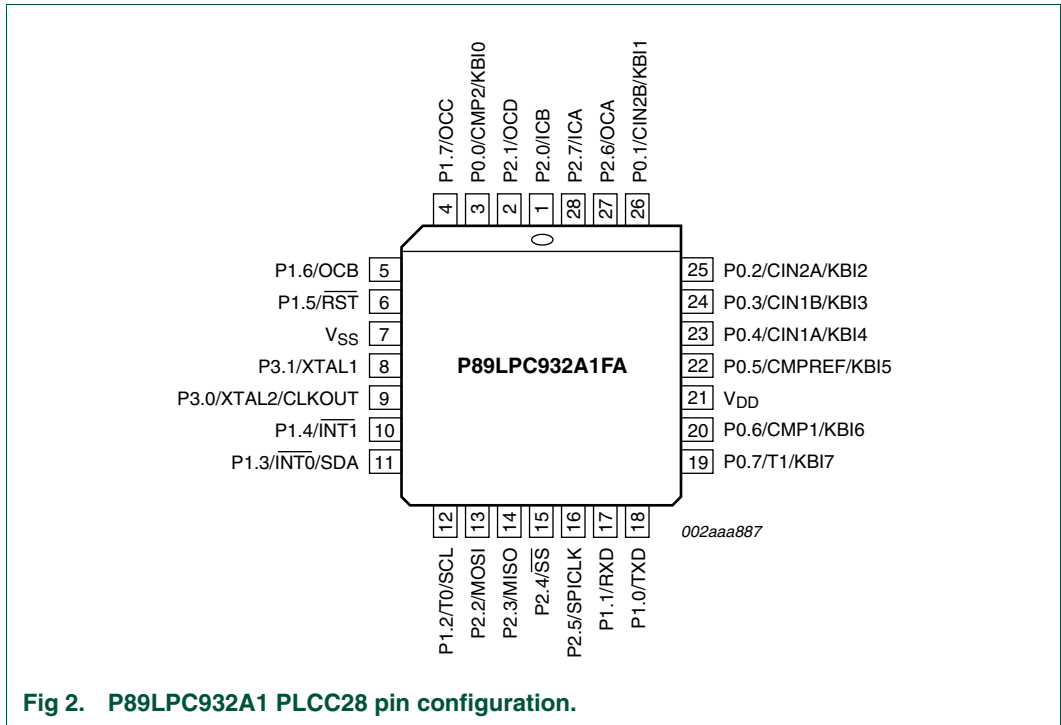 P1.7/OCC
P0.0/CMP2/KBI0
P2.1/OCD
P2.0/ICB
P2.7/ICA
P2.6/OCA
P0.1/CIN2B/KBI1
4
3
2
1
28
27
26
P1.6/OCB 5
P1.5/R̅S̅T̅ 6
VSS 7
P3.1/XTAL1 8
P3.0/XTAL2/CLKOUT 9
P1.4/I̅N̅T̅1̅ 10
P1.3/I̅N̅T̅0̅/SDA 11
P89LPC932A1FA
25 P0.2/CIN2A/KBI2
24 P0.3/CIN1B/KBI3
23 P0.4/CIN1A/KBI4
22 P0.5/CMPREF/KBI5
21 VDD
20 P0.6/CMP1/KBI6
19 P0.7/T1/KBI7
12
13
14
15
16
17
18
P1.2/T0/SCL
P2.2/MOSI
P2.3/MISO
P2.4/S̅S̅
P2.5/SPICLK
P1.1/RXD
P1.0/TXD
002aaa887
Fig 2. P89LPC932A1 PLCC28 pin configuration.